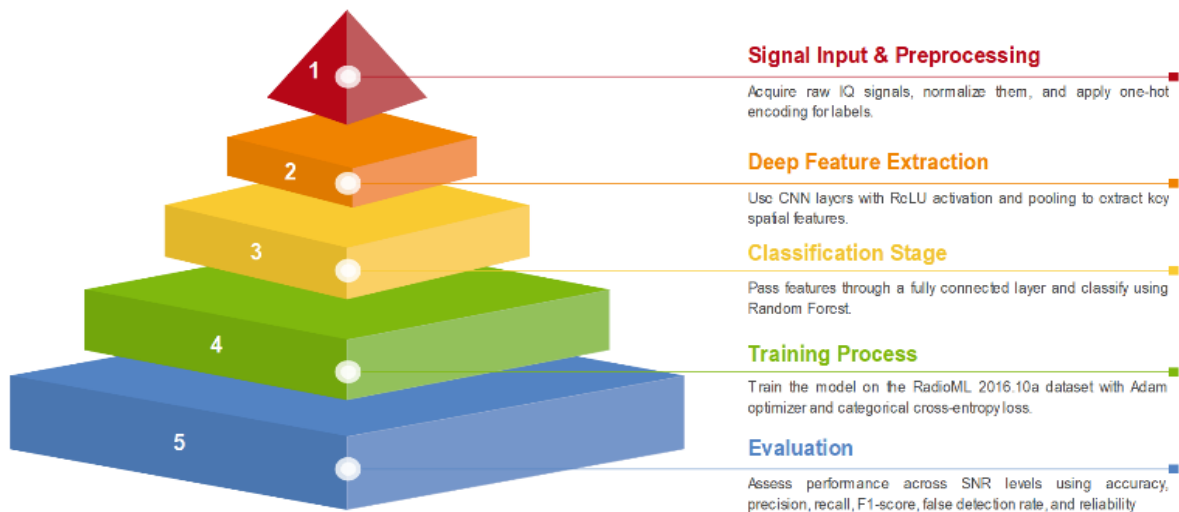 1
Signal Input & Preprocessing
Acquire raw IQ signals, normalize them, and apply one-hot
encoding for labels.
2
Deep Feature Extraction
Use CNN layers with ReLU activation and pooling to extract key
spatial features.
3
Classification Stage
Pass features through a fully connected layer and classify using
Random Forest.
4
Training Process
Train the model on the RadioML 2016.10a dataset with Adam
optimizer and categorical cross-entropy loss.
5
Evaluation
Assess performance across SNR levels using accuracy,
precision, recall, F1-score, false detection rate, and reliability